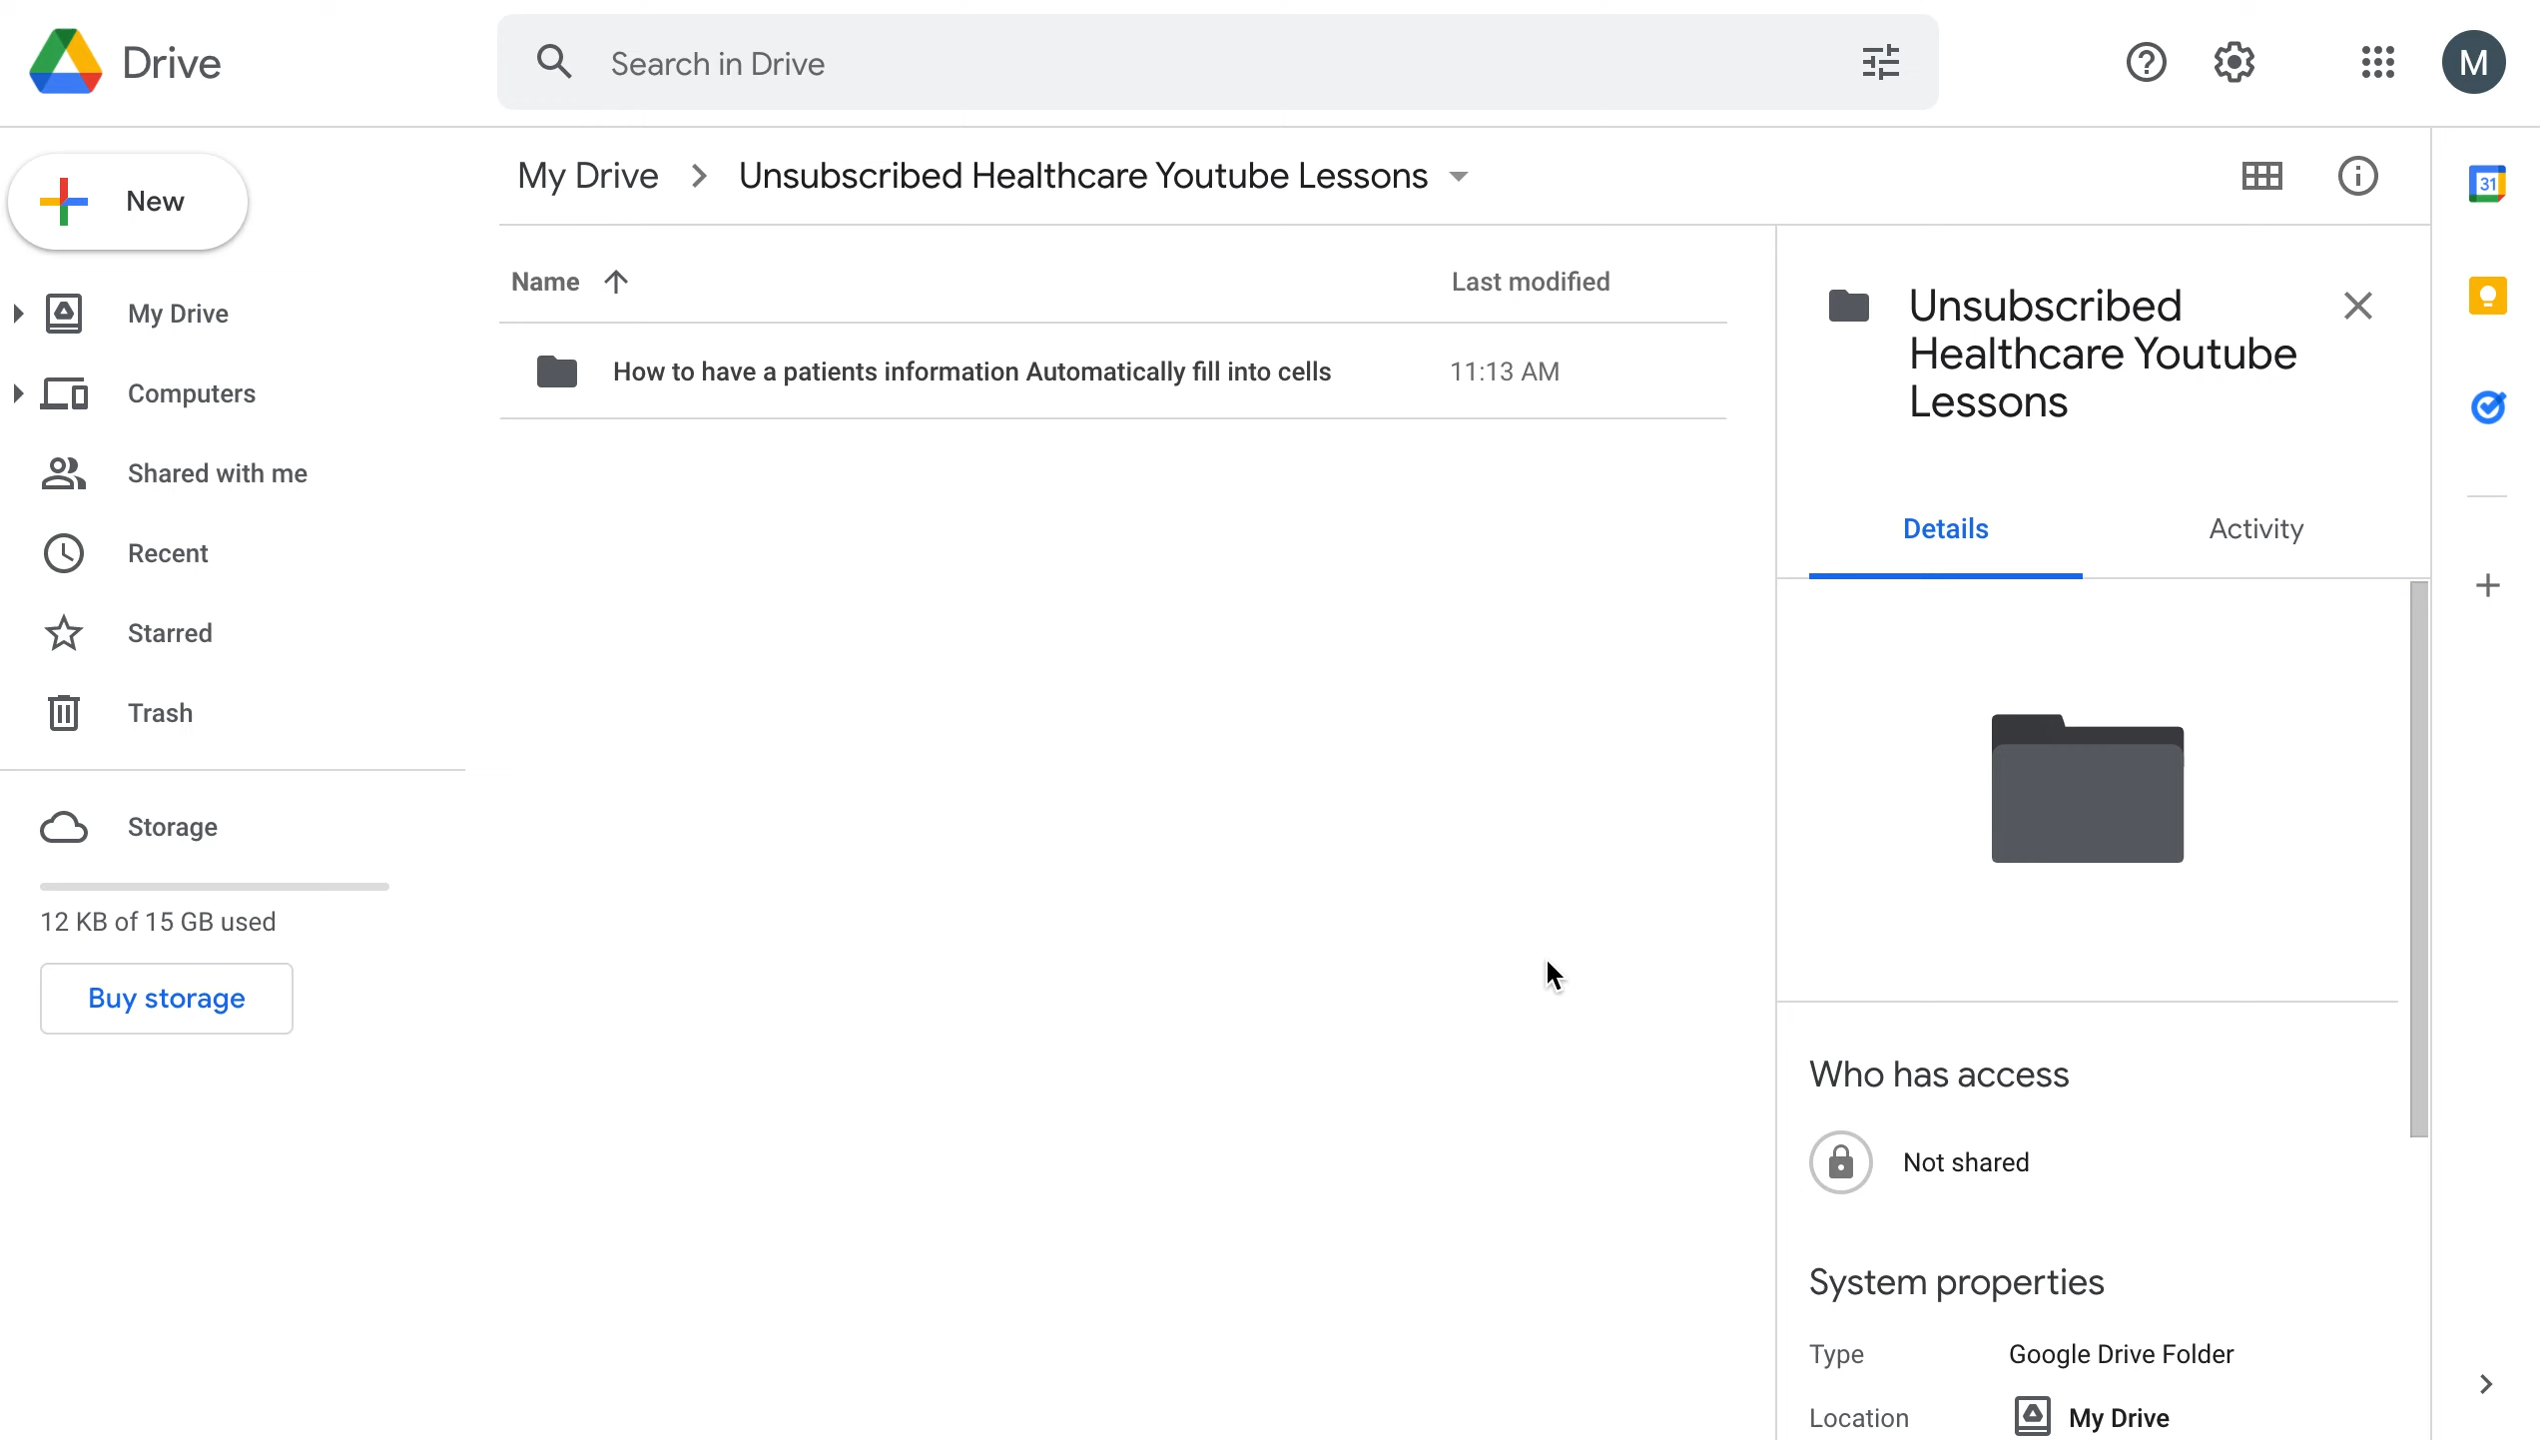 Drive
Search in Drive
M
New
My Drive
Computers
Shared with me
Recent
Starred
Trash
Storage
12 KB of 15 GB used
Buy storage
My Drive > Unsubscribed Healthcare Youtube Lessons
Name Last modified
How to have a patients information Automatically fill into cells 11:13 AM
Unsubscribed
Healthcare Youtube
Lessons
Details Activity
Who has access
Not shared
System properties
Type Google Drive Folder
Location My Drive
31